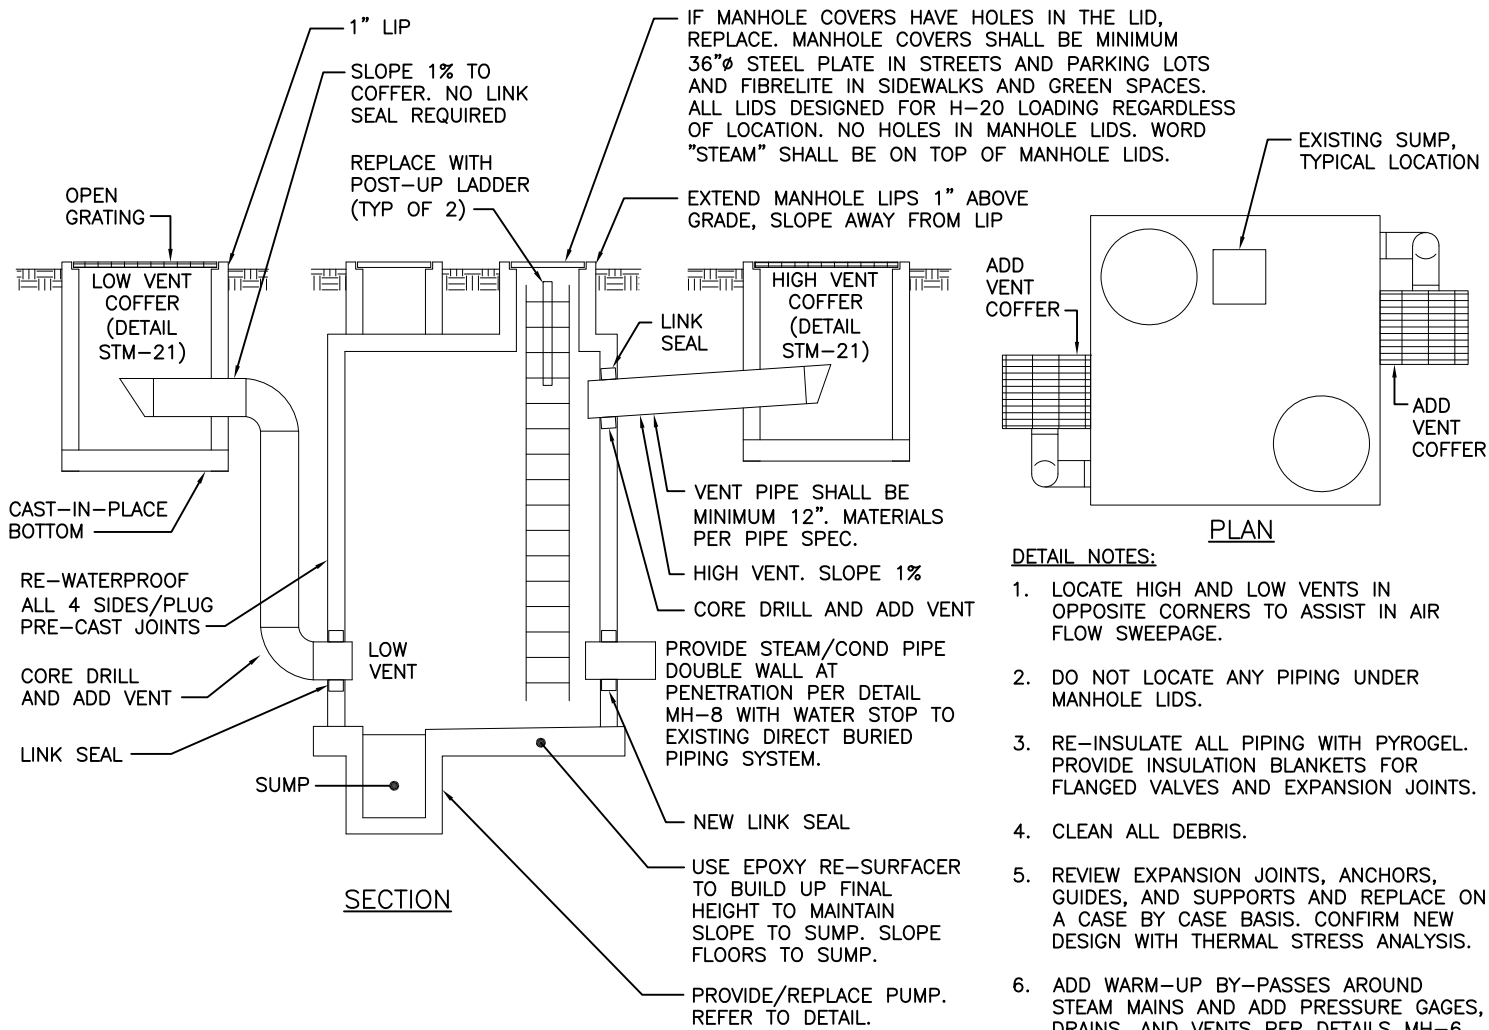 1" LIP
SLOPE 1% TO
COFFER. NO LINK
SEAL REQUIRED
REPLACE WITH
POST-UP LADDER
(TYP OF 2)
OPEN
GRATING
IF MANHOLE COVERS HAVE HOLES IN THE LID,
REPLACE. MANHOLE COVERS SHALL BE MINIMUM
36"ø STEEL PLATE IN STREETS AND PARKING LOTS
AND FIBRELITE IN SIDEWALKS AND GREEN SPACES.
ALL LIDS DESIGNED FOR H-20 LOADING REGARDLESS
OF LOCATION. NO HOLES IN MANHOLE LIDS. WORD
"STEAM" SHALL BE ON TOP OF MANHOLE LIDS.
EXTEND MANHOLE LIPS 1" ABOVE
GRADE, SLOPE AWAY FROM LIP
LOW VENT
COFFER
(DETAIL
STM-21)
HIGH VENT
COFFER
(DETAIL
STM-21)
LINK
SEAL
CAST-IN-PLACE
BOTTOM
RE-WATERPROOF
ALL 4 SIDES/PLUG
PRE-CAST JOINTS
CORE DRILL
AND ADD VENT
LINK SEAL
LOW
VENT
SUMP
VENT PIPE SHALL BE
MINIMUM 12". MATERIALS
PER PIPE SPEC.
HIGH VENT. SLOPE 1%
CORE DRILL AND ADD VENT
PROVIDE STEAM/COND PIPE
DOUBLE WALL AT
PENETRATION PER DETAIL
MH-8 WITH WATER STOP TO
EXISTING DIRECT BURIED
PIPING SYSTEM.
NEW LINK SEAL
USE EPOXY RE-SURFACER
TO BUILD UP FINAL
HEIGHT TO MAINTAIN
SLOPE TO SUMP. SLOPE
FLOORS TO SUMP.
PROVIDE/REPLACE PUMP.
REFER TO DETAIL.
SECTION
EXISTING SUMP,
TYPICAL LOCATION
ADD
VENT
COFFER
ADD
VENT
COFFER
PLAN
DETAIL NOTES:
1. LOCATE HIGH AND LOW VENTS IN
OPPOSITE CORNERS TO ASSIST IN AIR
FLOW SWEEPAGE.
2. DO NOT LOCATE ANY PIPING UNDER
MANHOLE LIDS.
3. RE-INSULATE ALL PIPING WITH PYROGEL.
PROVIDE INSULATION BLANKETS FOR
FLANGED VALVES AND EXPANSION JOINTS.
4. CLEAN ALL DEBRIS.
5. REVIEW EXPANSION JOINTS, ANCHORS,
GUIDES, AND SUPPORTS AND REPLACE ON
A CASE BY CASE BASIS. CONFIRM NEW
DESIGN WITH THERMAL STRESS ANALYSIS.
6. ADD WARM-UP BY-PASSES AROUND
STEAM MAINS AND ADD PRESSURE GAGES,
DRAINS, AND VENTS PER DETAILS MH-6